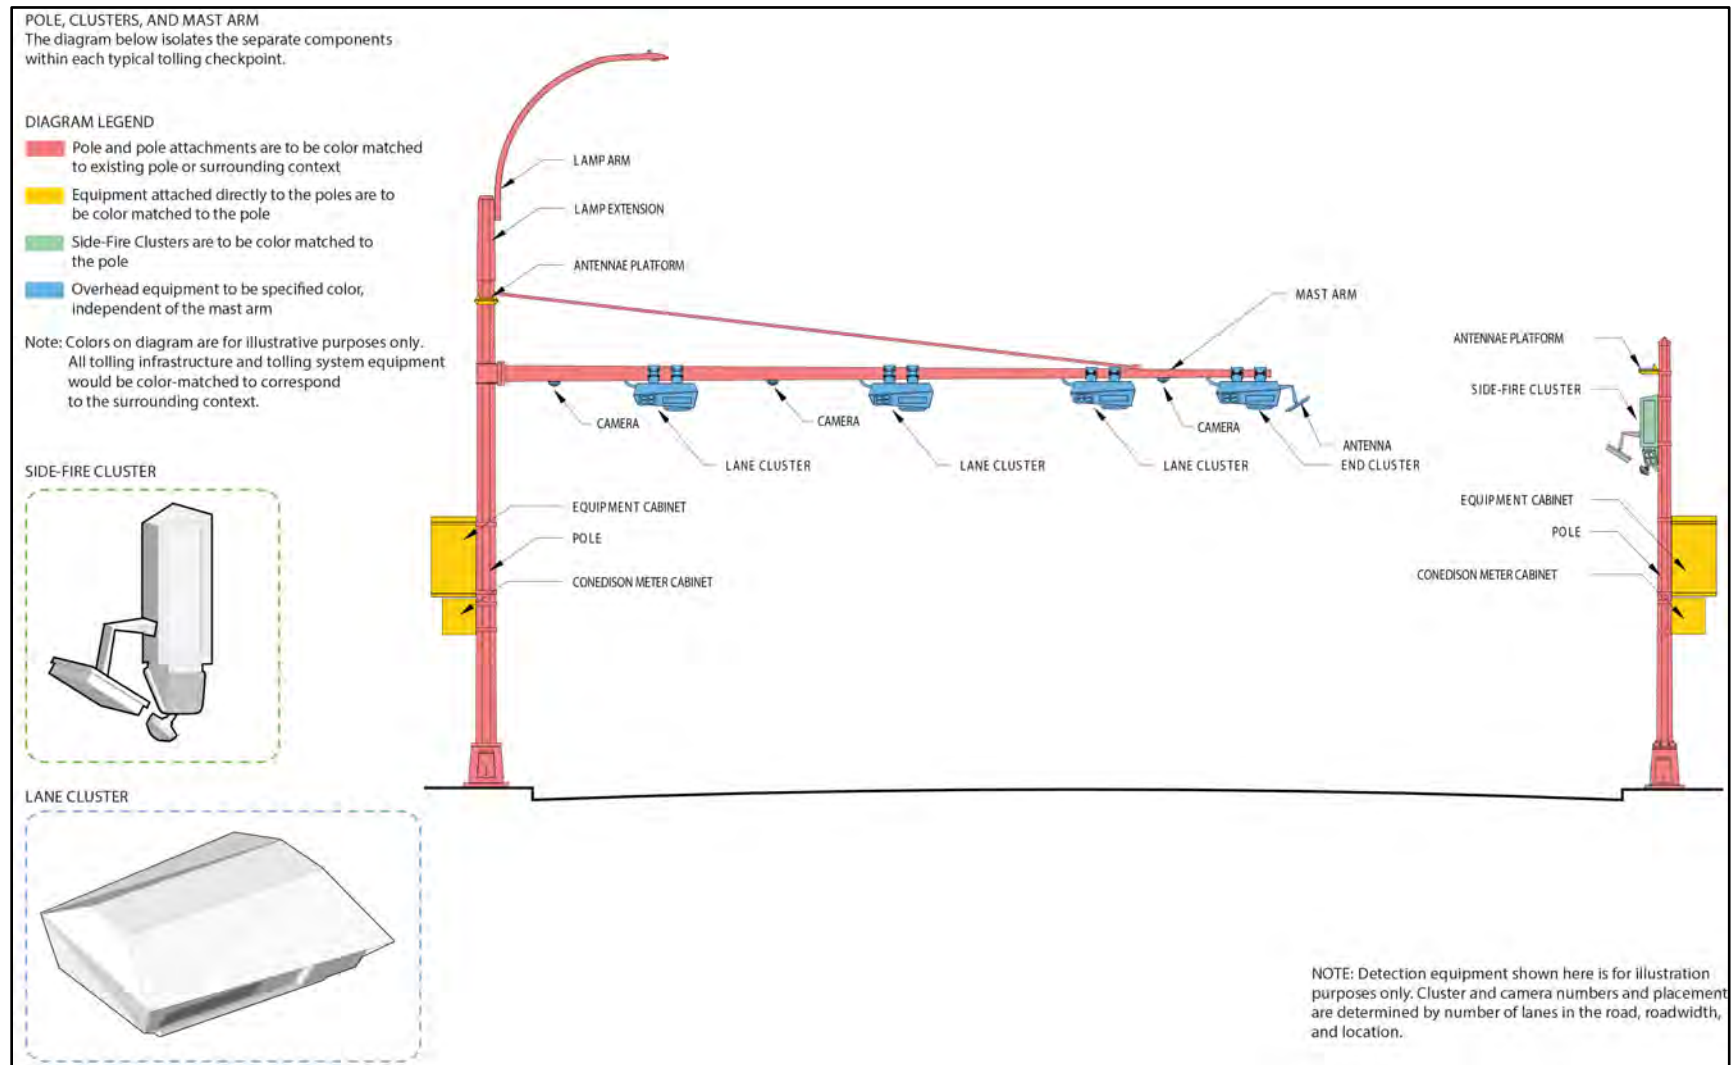 POLE, CLUSTERS, AND MAST ARM
The diagram below isolates the separate components
within each typical tolling checkpoint.
DIAGRAM LEGEND
Pole and pole attachments are to be color matched
to existing pole or surrounding context
Equipment attached directly to the poles are to
be color matched to the pole
Side-Fire Clusters are to be color matched to
the pole
Overhead equipment to be specified color,
independent of the mast arm
Note: Colors on diagram are for illustrative purposes only.
All tolling infrastructure and tolling system equipment
would be color-matched to correspond
to the surrounding context.
SIDE-FIRE CLUSTER
LANE CLUSTER
LAMP ARM
LAMP EXTENSION
ANTENNAE PLATFORM
MAST ARM
CAMERA
CAMERA
CAMERA
ANTENNA
LANE CLUSTER
LANE CLUSTER
LANE CLUSTER
END CLUSTER
EQUIPMENT CABINET
POLE
CONEDISON METER CABINET
ANTENNAE PLATFORM
SIDE-FIRE CLUSTER
EQUIPMENT CABINET
POLE
CONEDISON METER CABINET
NOTE: Detection equipment shown here is for illustration
purposes only. Cluster and camera numbers and placement
are determined by number of lanes in the road, roadwidth,
and location.